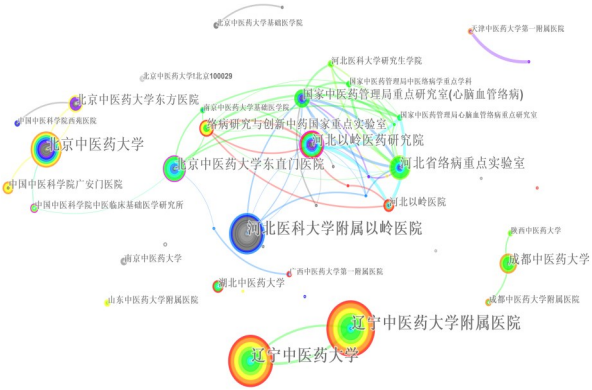 北京中医药大学基础医学院
天津中医药大学第一附属医院
河北医科大学研究生学院
北京中医药大学t北京100029
国家中医药管理局中医络病学重点学科
国家中医药管理局重点研究室(心脑血管络病)
北京中医药大学东方医院
南京中医药大学基础医学院
国家中医药管理局心脑血管络病重点研究室
中国中医科学院西苑医院
络病研究与创新中药国家重点实验室
北京中医药大学
河北以岭医药研究院
北京中医药大学东直门医院
河北省络病重点实验室
中国中医科学院广安门医院
河北以岭医院
中国中医科学院中医临床基础医学研究所
河北医科大学附属以岭医院
陕西中医药大学
南京中医药大学
成都中医药大学
广西中医药大学第一附属医院
湖北中医药大学
山东中医药大学附属医院
成都中医药大学附属医院
辽宁中医药大学附属医院
辽宁中医药大学